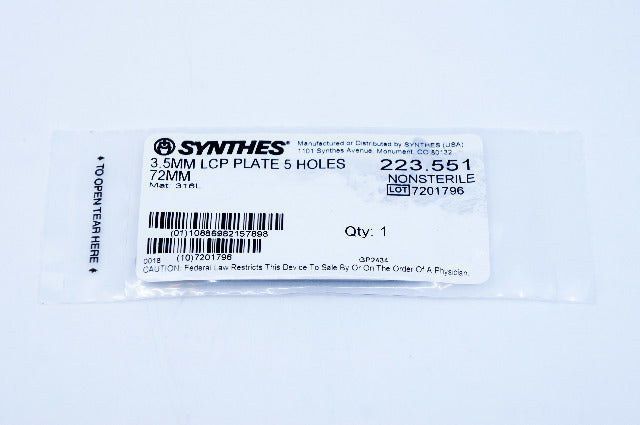 SYNTHES®
Manufactured or Distributed by SYNTHES (USA)
1101 Synthes Avenue, Monument, CO 80132
3.5MM LCP PLATE 5 HOLES
223.551
72MM
NONSTERILE
Mat: 316L
LOT 7201796
(01)10886982157898
Qty: 1
(10)7201796
0018
GP2434
CAUTION: Federal Law Restricts This Device To Sale By Or On The Order Of A Physician.
TO OPEN TEAR HERE